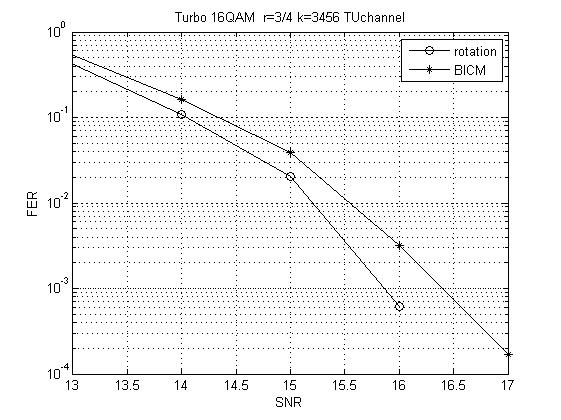 Turbo 16QAM r=3/4 k=3456 TUchannel
rotation
BICM
FER
10^0
10^-1
10^-2
10^-3
10^-4
13 13.5 14 14.5 15 15.5 16 16.5 17
SNR